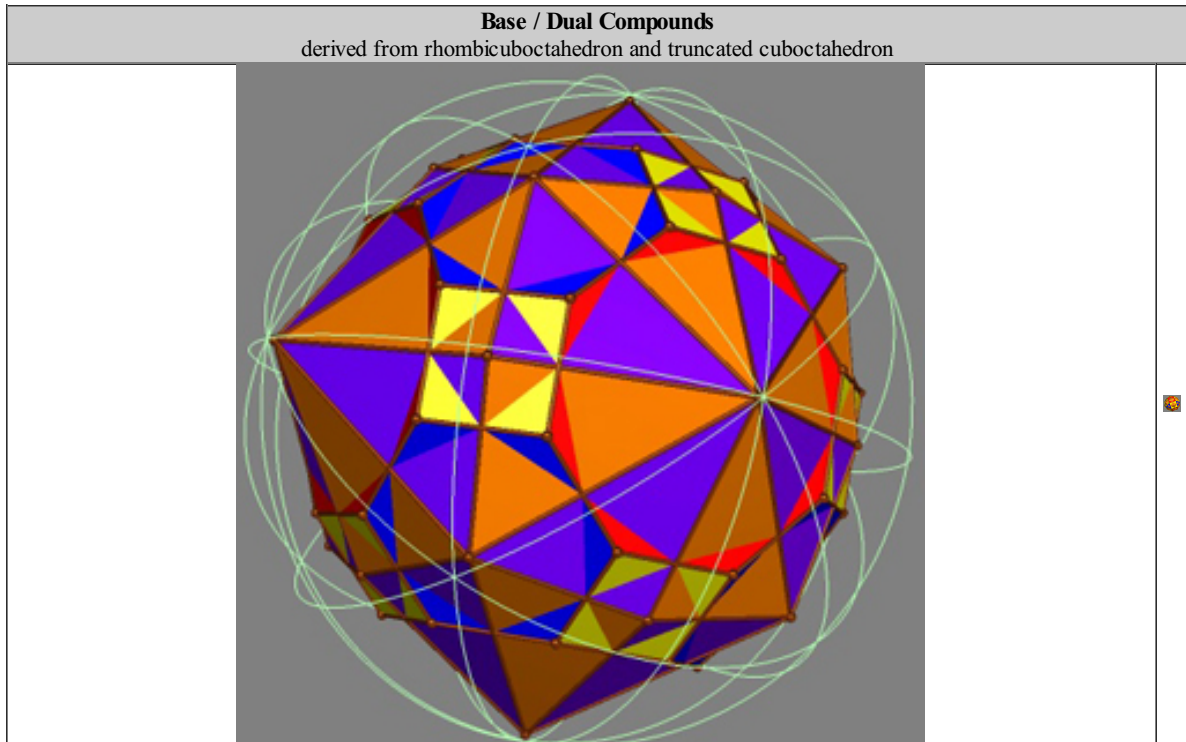 Base / Dual Compounds
derived from rhombicuboctahedron and truncated cuboctahedron